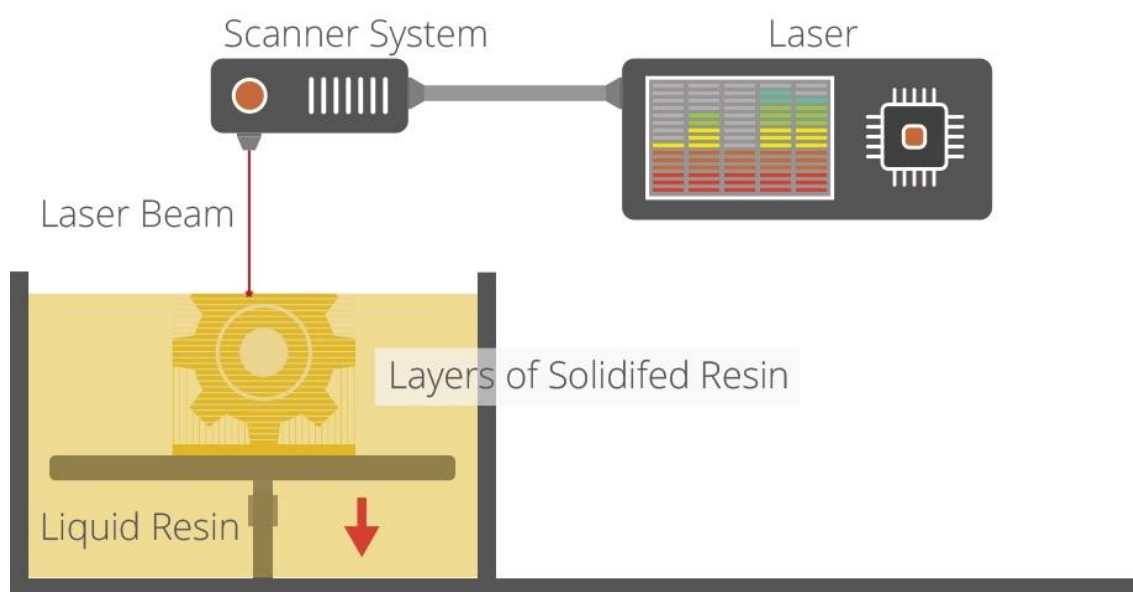 Scanner System
Laser
Laser Beam
Layers of Solidifed Resin
Liquid Resin